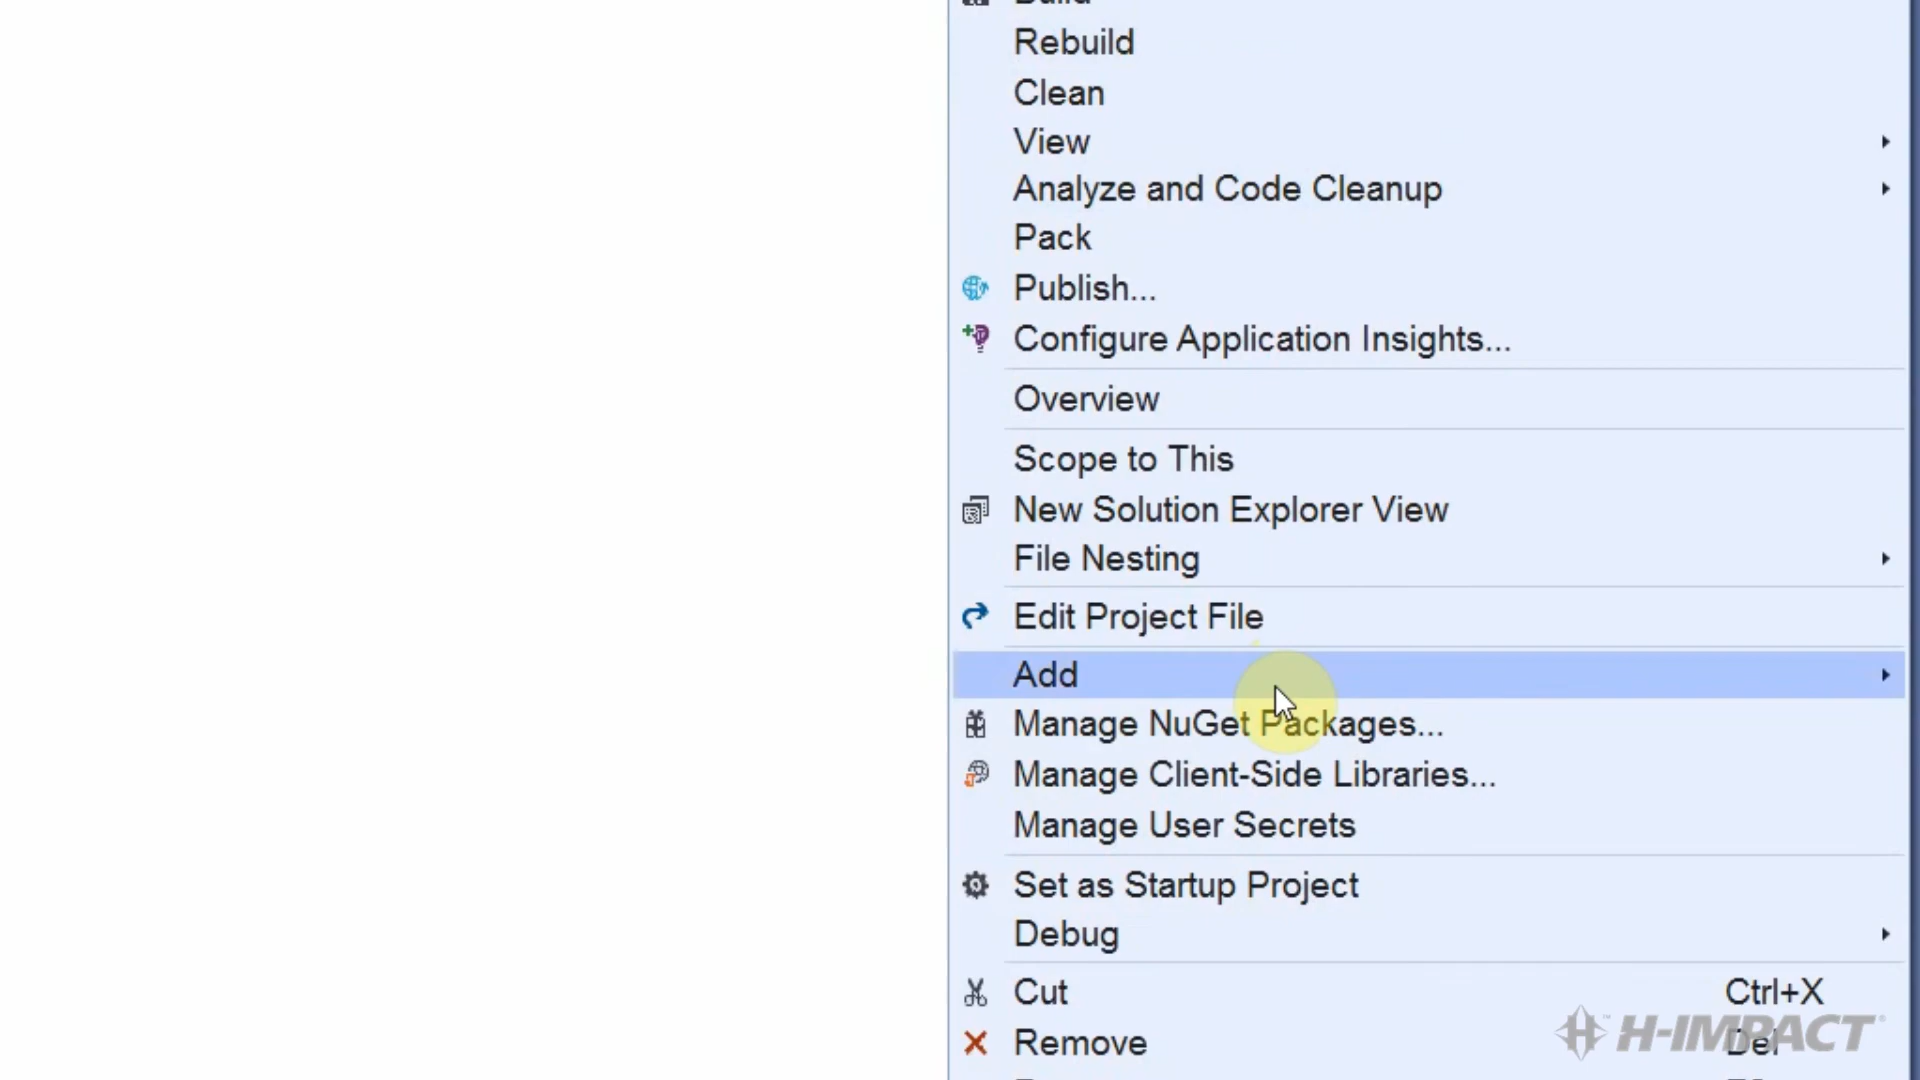 Build
Rebuild
Clean
View
Analyze and Code Cleanup
Pack
Publish...
Configure Application Insights...
Overview
Scope to This
New Solution Explorer View
File Nesting
Edit Project File
Add
Manage NuGet Packages...
Manage Client-Side Libraries...
Manage User Secrets
Set as Startup Project
Debug
Cut Ctrl+X
Remove Del
H-IMPACT